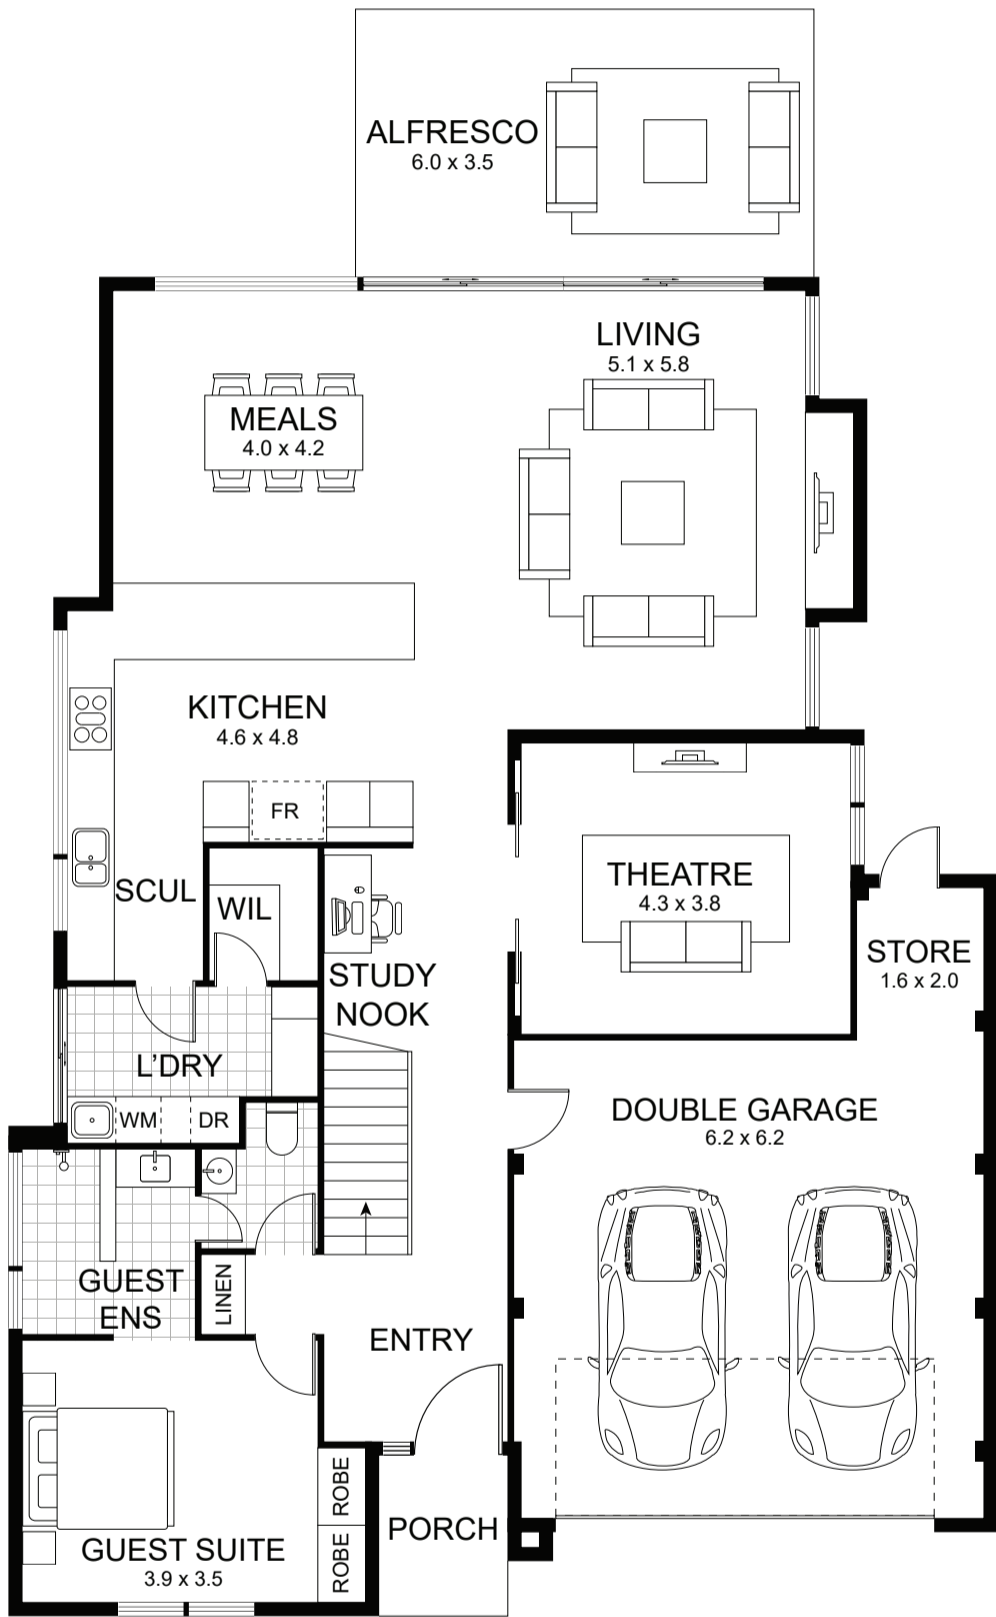 ALFRESCO
6.0 x 3.5
LIVING
5.1 x 5.8
MEALS
4.0 x 4.2
KITCHEN
4.6 x 4.8
FR
SCUL
WIL
THEATRE
4.3 x 3.8
STORE
1.6 x 2.0
STUDY
NOOK
L'DRY
WM
DR
DOUBLE GARAGE
6.2 x 6.2
GUEST
ENS
LINEN
ENTRY
ROBE
ROBE
PORCH
GUEST SUITE
3.9 x 3.5